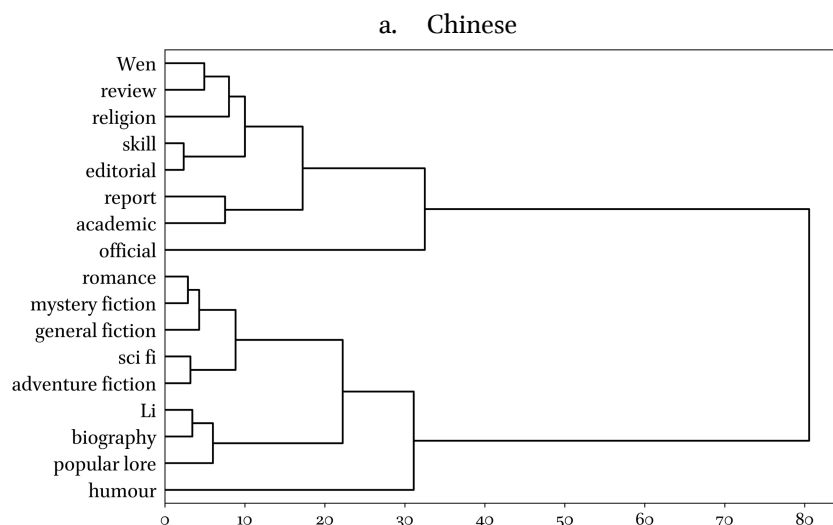 a. Chinese
Wen
review
religion
skill
editorial
report
academic
official
romance
mystery fiction
general fiction
sci fi
adventure fiction
Li
biography
popular lore
humour
0 10 20 30 40 50 60 70 80